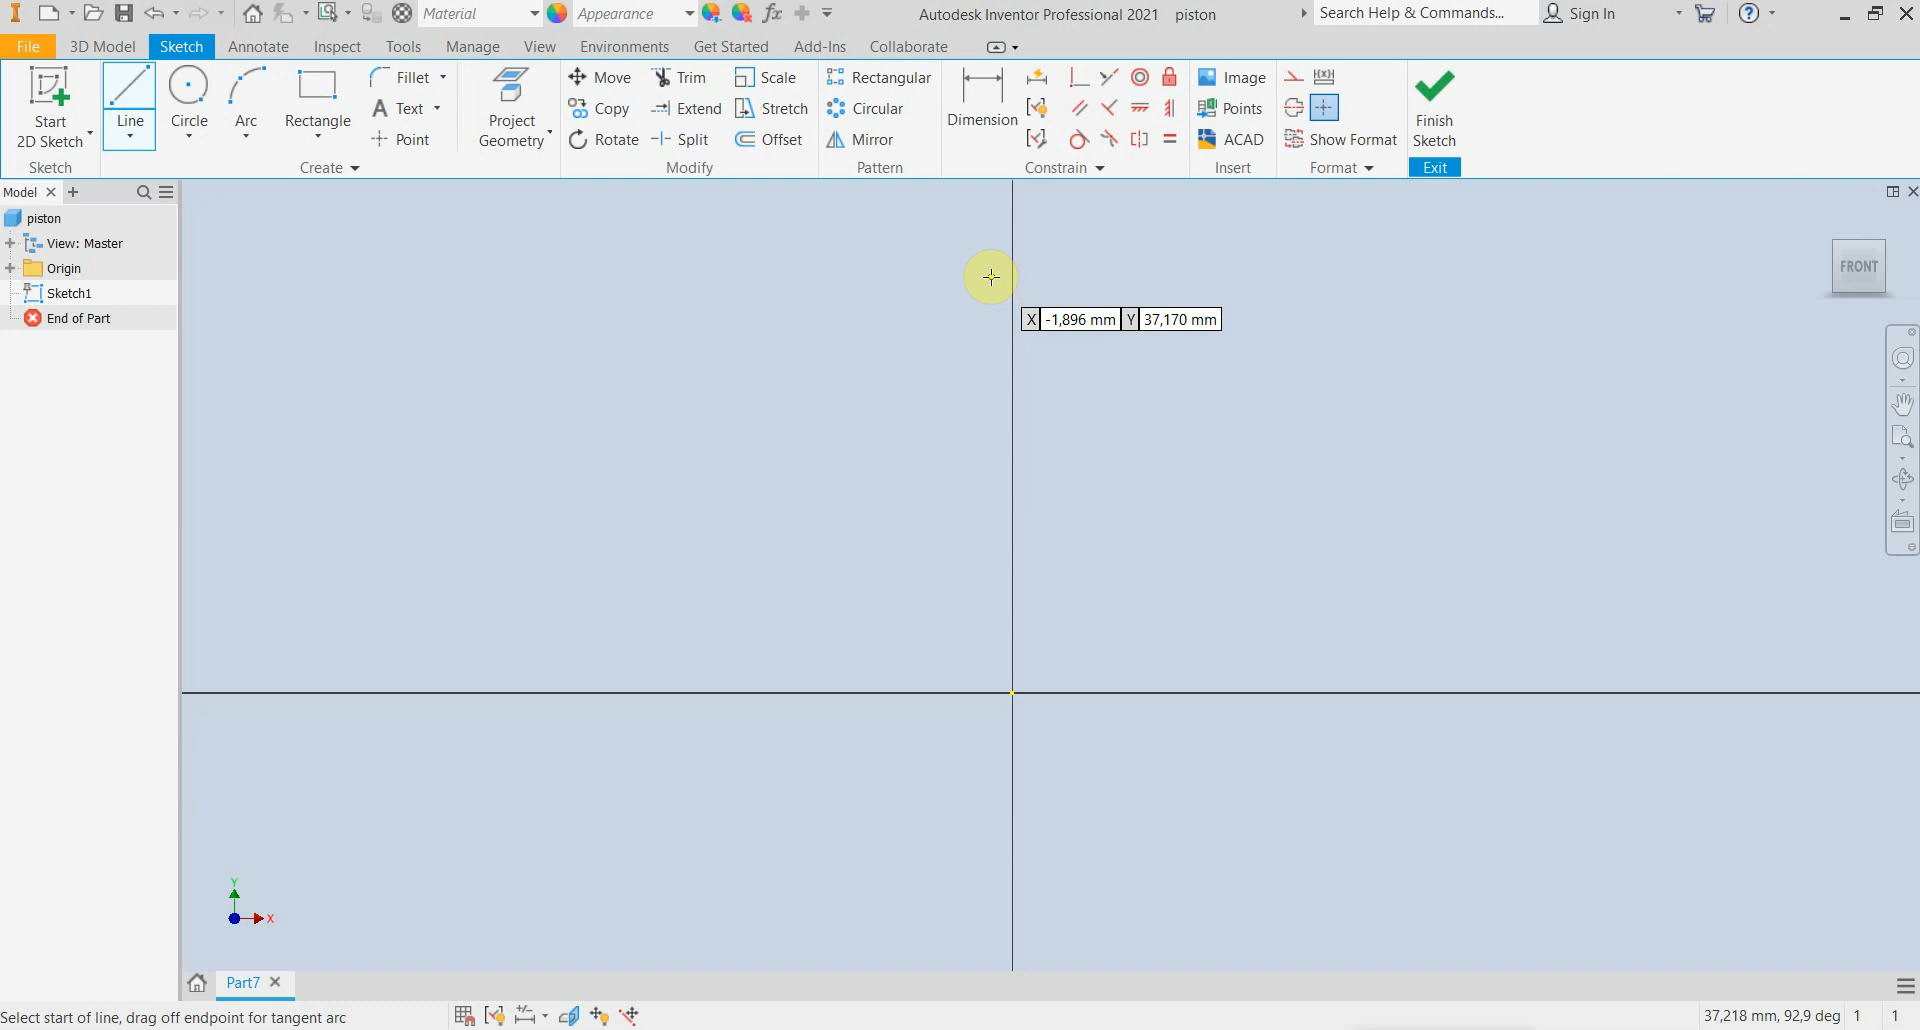 Material
Appearance
fx
Autodesk Inventor Professional 2021 piston
Search Help & Commands...
Sign In
File
3D Model
Sketch
Annotate
Inspect
Tools
Manage
View
Environments
Get Started
Add-Ins
Collaborate
Start
2D Sketch
Line
Circle
Arc
Rectangle
Fillet
Text
Point
Project
Geometry
Move
Copy
Rotate
Trim
Extend
Split
Scale
Stretch
Offset
Rectangular
Circular
Mirror
Dimension
Image
Points
ACAD
Show Format
Finish
Sketch
Sketch
Create
Modify
Pattern
Constrain
Insert
Format
Exit
Model
piston
View: Master
Origin
Sketch1
End of Part
FRONT
X -1,896 mm Y 37,170 mm
Y
X
Part7
Select start of line, drag off endpoint for tangent arc
37,218 mm, 92,9 deg 1 1